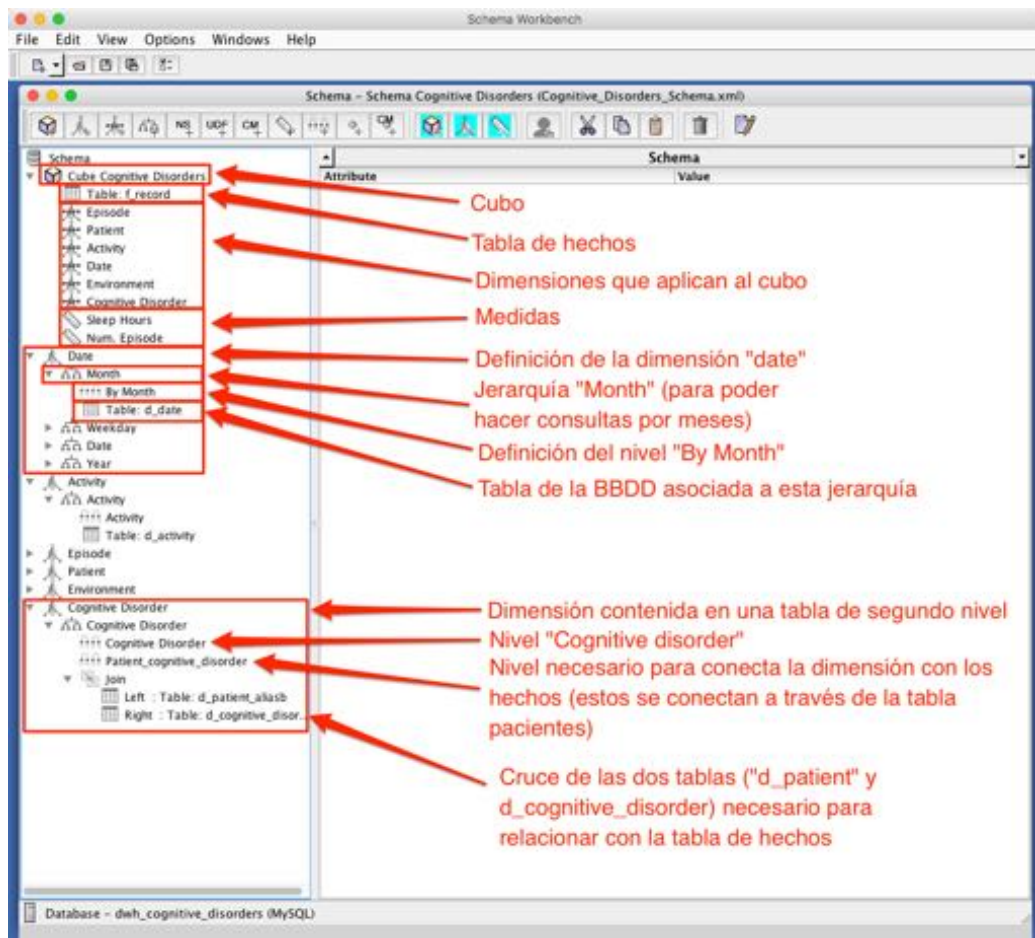 Schema Workbench
File Edit View Options Windows Help
Schema - Schema Cognitive Disorders (Cognitive_Disorders_Schema.xml)
NS UDF CM CM
Schema
Schema
Cube Cognitive Disorders
Attribute Value
Table: f_record
Cubo
Episode
Patient
Tabla de hechos
Activity
Date
Dimensiones que aplican al cubo
Environment
Cognitive Disorder
Sleep Hours
Medidas
Num. Episode
Date
Definición de la dimensión "date"
Month
Jerarquía "Month" (para poder
hacer consultas por meses)
By Month
Table: d_date
Weekday
Definición del nivel "By Month"
Date
Year
Tabla de la BBDD asociada a esta jerarquía
Activity
Activity
Activity
Table: d_activity
Episode
Patient
Environment
Cognitive Disorder
Dimensión contenida en una tabla de segundo nivel
Cognitive Disorder
Cognitive Disorder
Nivel "Cognitive disorder"
Patient_cognitive_disorder
Nivel necesario para conecta la dimensión con los
hechos (estos se conectan a través de la tabla
pacientes)
Join
Left : Table: d_patient_aliasb
Right : Table: d_cognitive_disor...
Cruce de las dos tablas ("d_patient" y
d_cognitive_disorder) necesario para
relacionar con la tabla de hechos
Database - dwh_cognitive_disorders (MySQL)